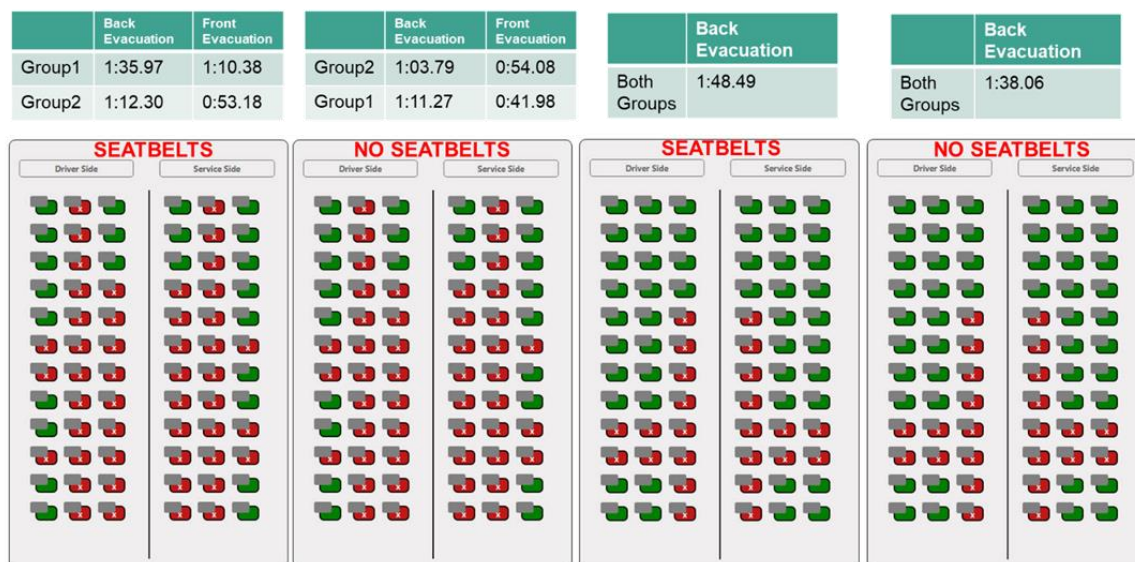 Back Evacuation Front Evacuation
Group1 1:35.97 1:10.38
Group2 1:12.30 0:53.18
Back Evacuation Front Evacuation
Group2 1:03.79 0:54.08
Group1 1:11.27 0:41.98
Back Evacuation
Both Groups 1:48.49
Back Evacuation
Both Groups 1:38.06
SEATBELTS
Driver Side Service Side
NO SEATBELTS
Driver Side Service Side
SEATBELTS
Driver Side Service Side
NO SEATBELTS
Driver Side Service Side